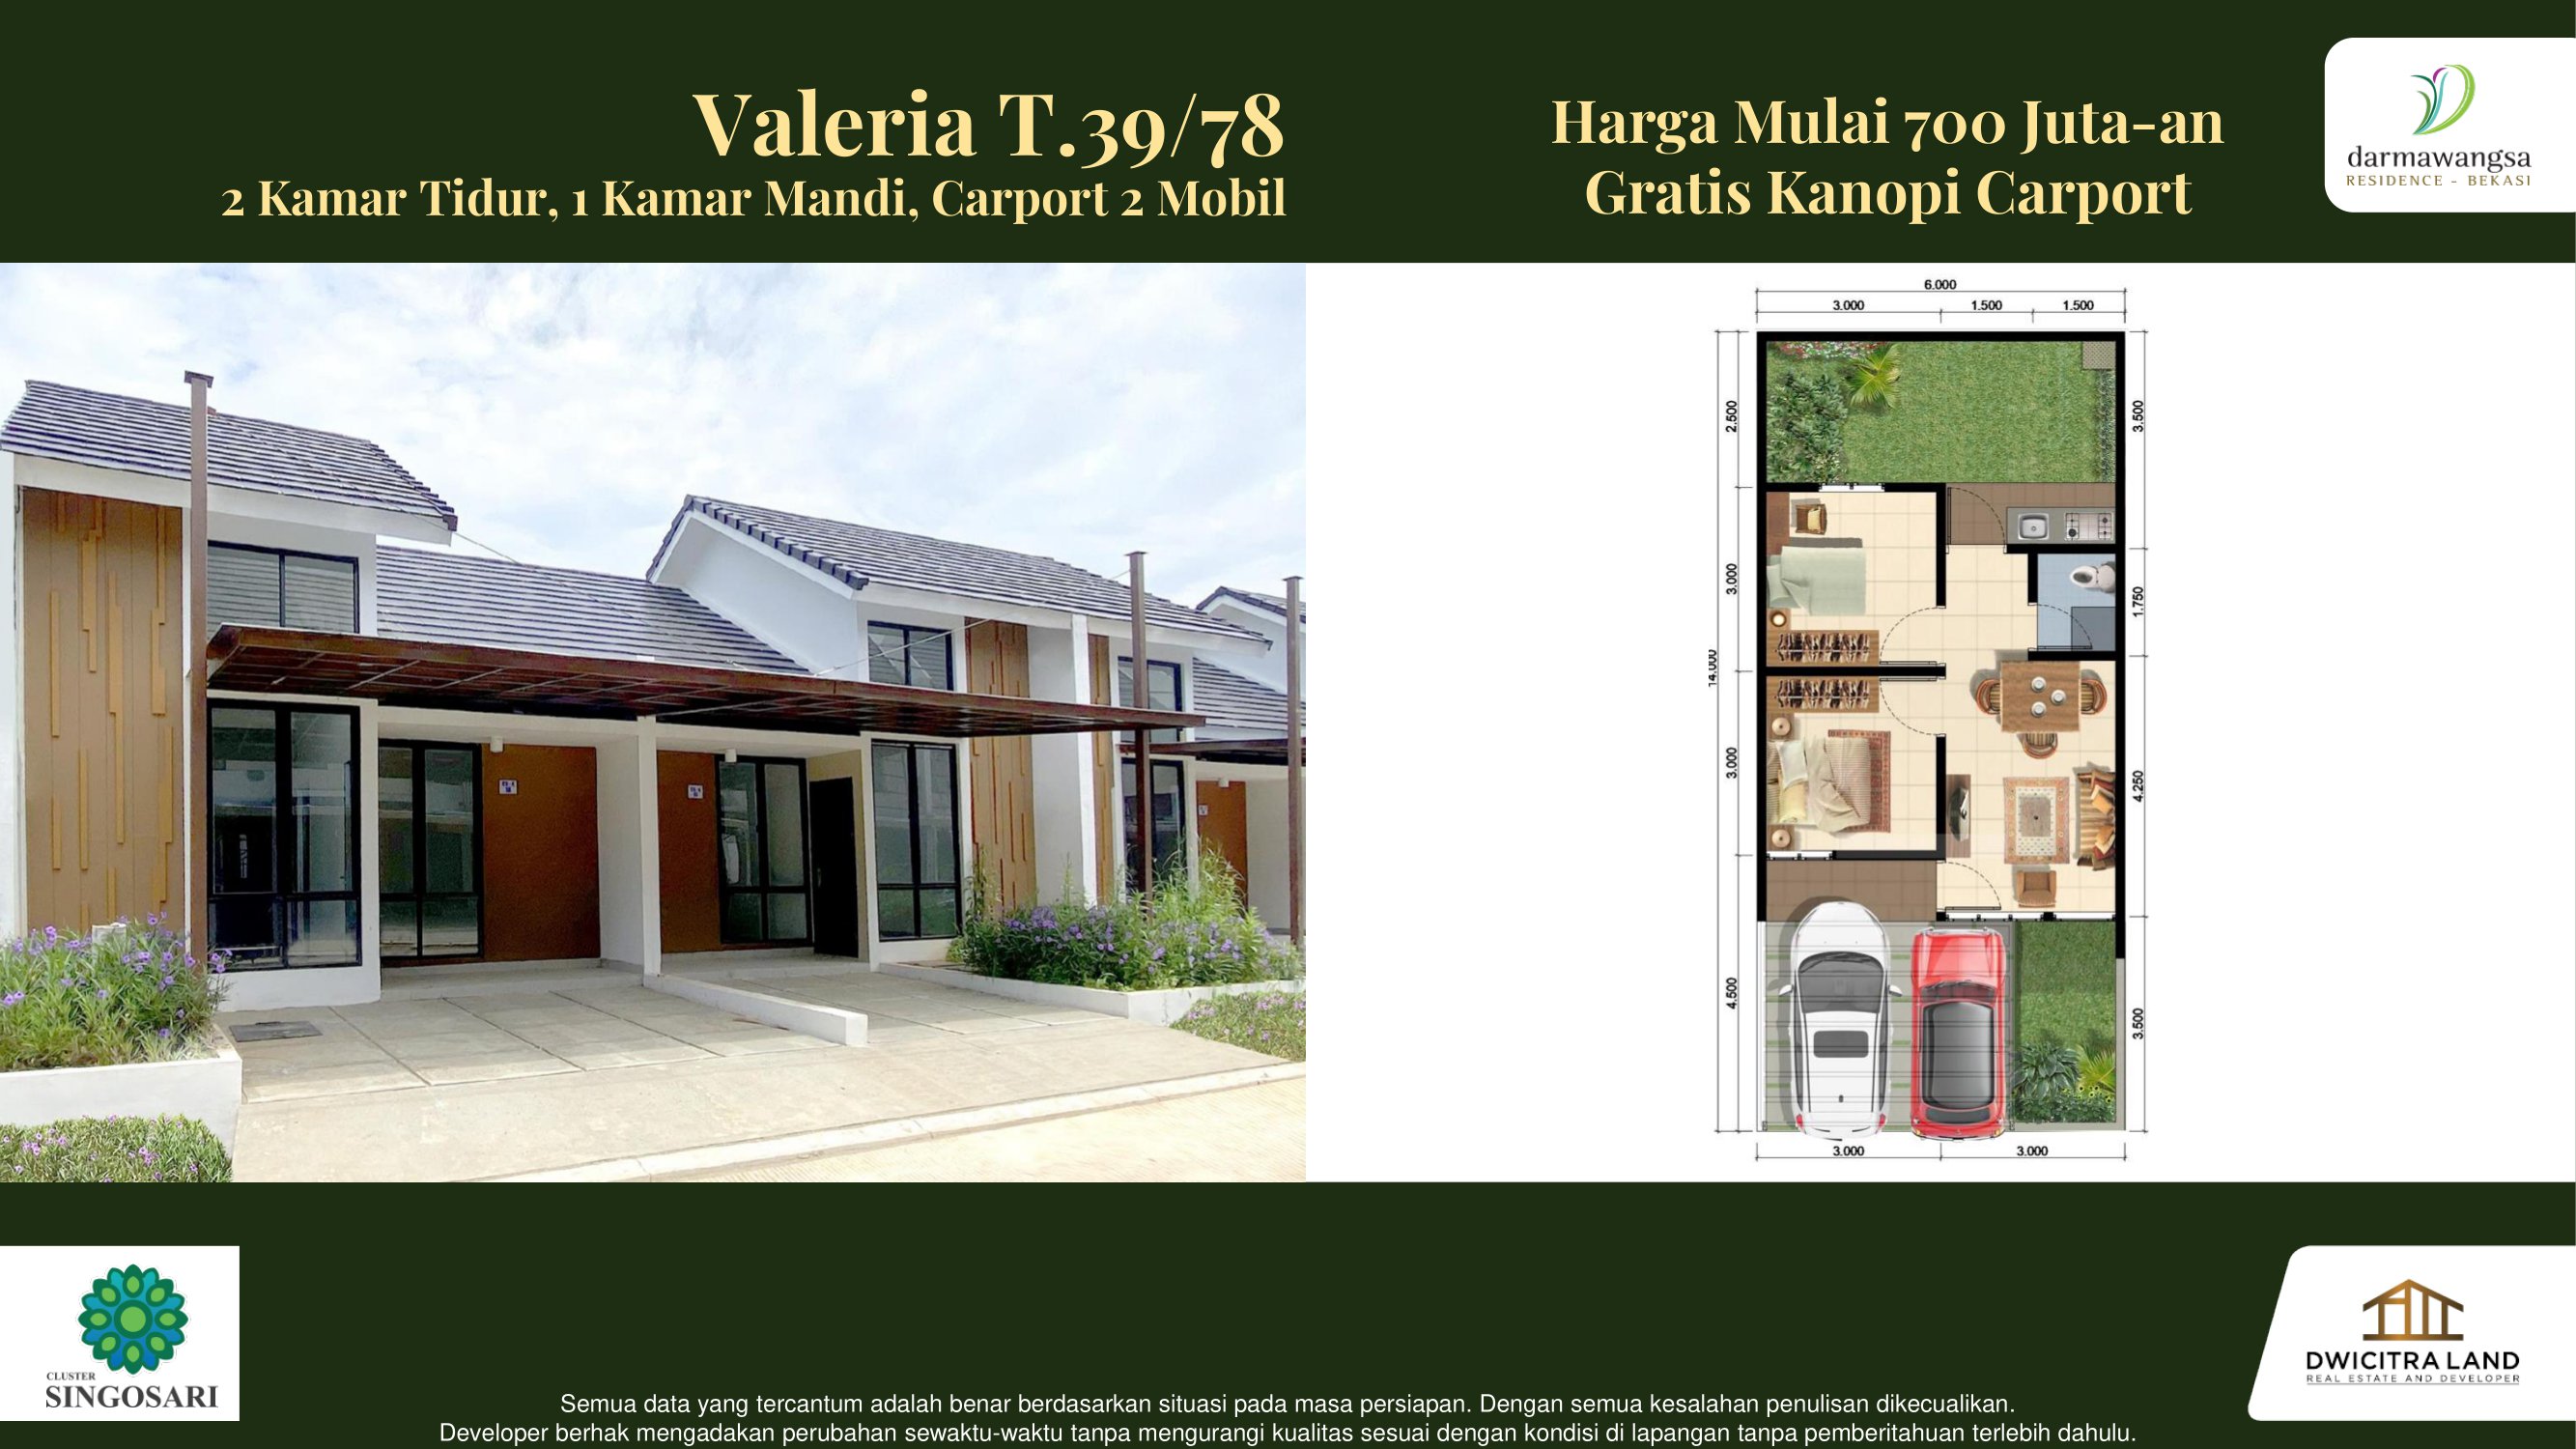 Valeria T.39/78
2 Kamar Tidur, 1 Kamar Mandi, Carport 2 Mobil
Harga Mulai 700 Juta-an
Gratis Kanopi Carport
darmawangsa
RESIDENCE - BEKASI
6.000
3.000 1.500 1.500
2.500
3.500
3.000
1.750
14.000
3.000
4.250
4.500
3.500
3.000 3.000
CLUSTER
SINGOSARI
DWICITRA LAND
REAL ESTATE AND DEVELOPER
Semua data yang tercantum adalah benar berdasarkan situasi pada masa persiapan. Dengan semua kesalahan penulisan dikecualikan.
Developer berhak mengadakan perubahan sewaktu-waktu tanpa mengurangi kualitas sesuai dengan kondisi di lapangan tanpa pemberitahuan terlebih dahulu.